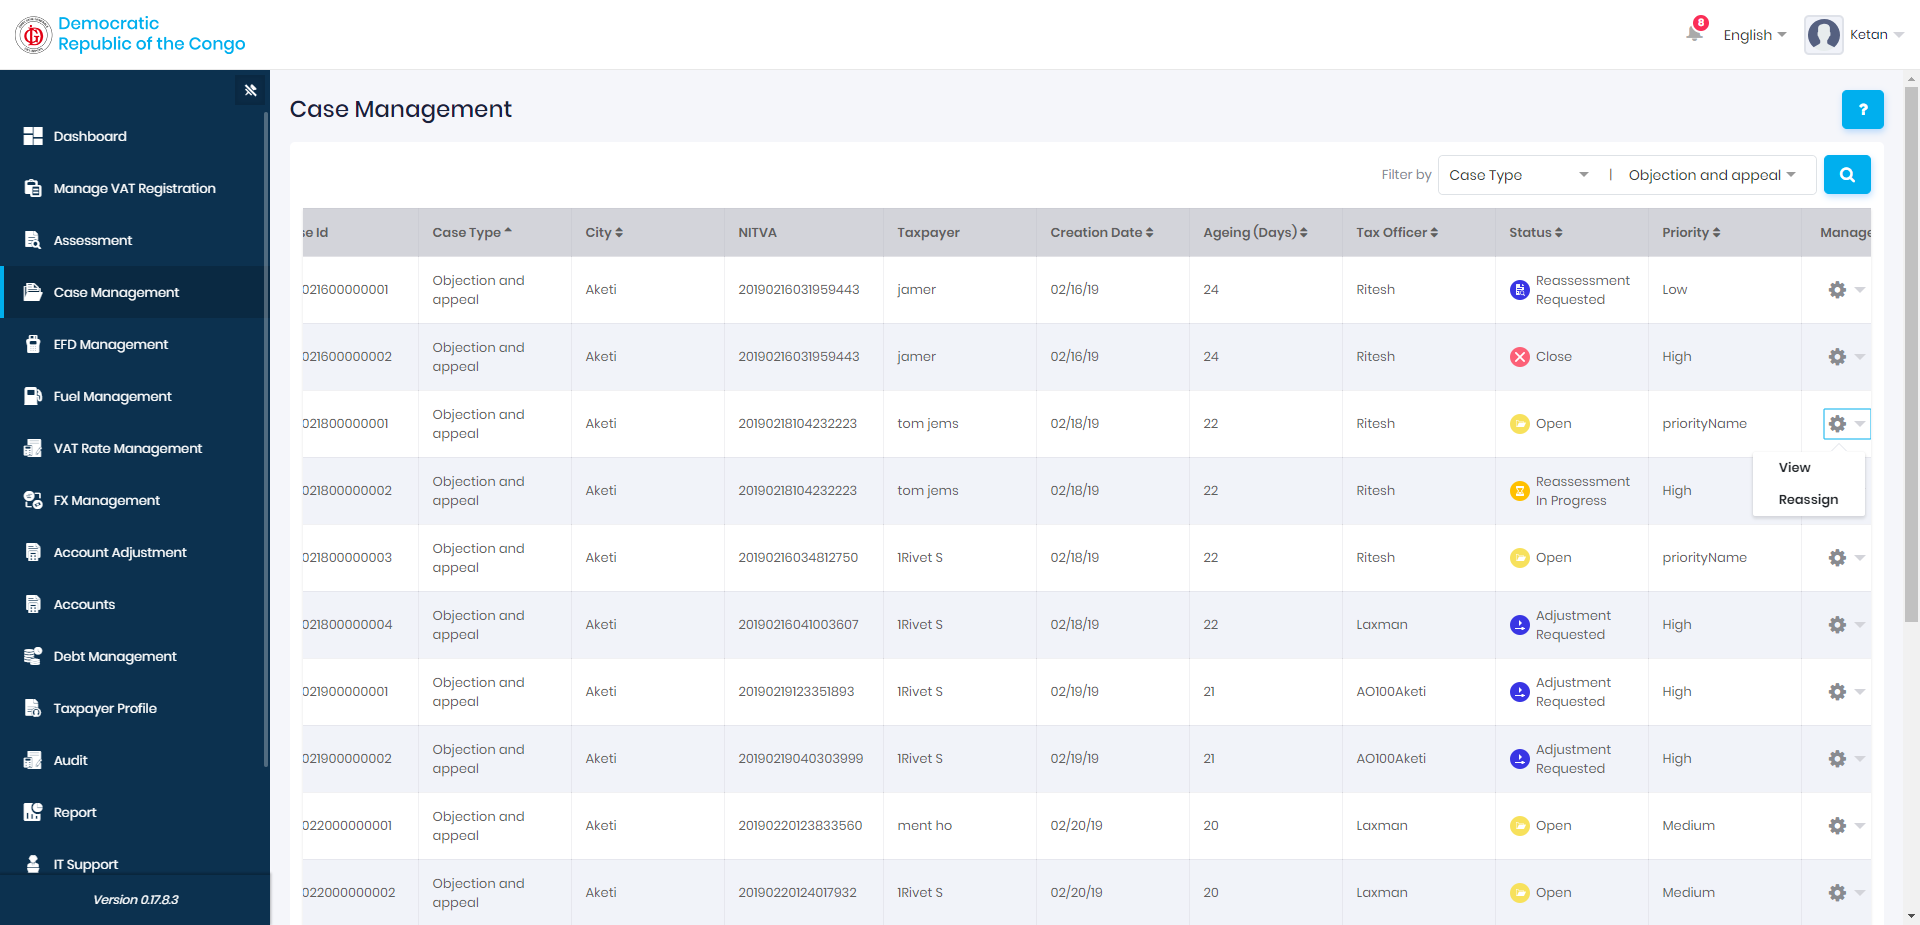 Democratic
Republic of the Congo
8
English
Ketan
Dashboard
Manage VAT Registration
Assessment
Case Management
EFD Management
Fuel Management
VAT Rate Management
FX Management
Account Adjustment
Accounts
Debt Management
Taxpayer Profile
Audit
Report
IT Support
Version 0.17.8.3
Case Management
?
Filter by Case Type | Objection and appeal
se Id Case Type City NITVA Taxpayer Creation Date Ageing (Days) Tax Officer Status Priority Manage
021600000001 Objection and appeal Aketi 20190216031959443 jamer 02/16/19 24 Ritesh Reassessment Requested Low
021600000002 Objection and appeal Aketi 20190216031959443 jamer 02/16/19 24 Ritesh Close High
021800000001 Objection and appeal Aketi 20190218104232223 tom jems 02/18/19 22 Ritesh Open priorityName
View
Reassign
021800000002 Objection and appeal Aketi 20190218104232223 tom jems 02/18/19 22 Ritesh Reassessment In Progress High
021800000003 Objection and appeal Aketi 20190216034812750 1Rivet S 02/18/19 22 Ritesh Open priorityName
021800000004 Objection and appeal Aketi 20190216041003607 1Rivet S 02/18/19 22 Laxman Adjustment Requested High
021900000001 Objection and appeal Aketi 20190219123351893 1Rivet S 02/19/19 21 AO100Aketi Adjustment Requested High
021900000002 Objection and appeal Aketi 20190219040303999 1Rivet S 02/19/19 21 AO100Aketi Adjustment Requested High
022000000001 Objection and appeal Aketi 20190220123833560 ment ho 02/20/19 20 Laxman Open Medium
022000000002 Objection and appeal Aketi 20190220124017932 1Rivet S 02/20/19 20 Laxman Open Medium